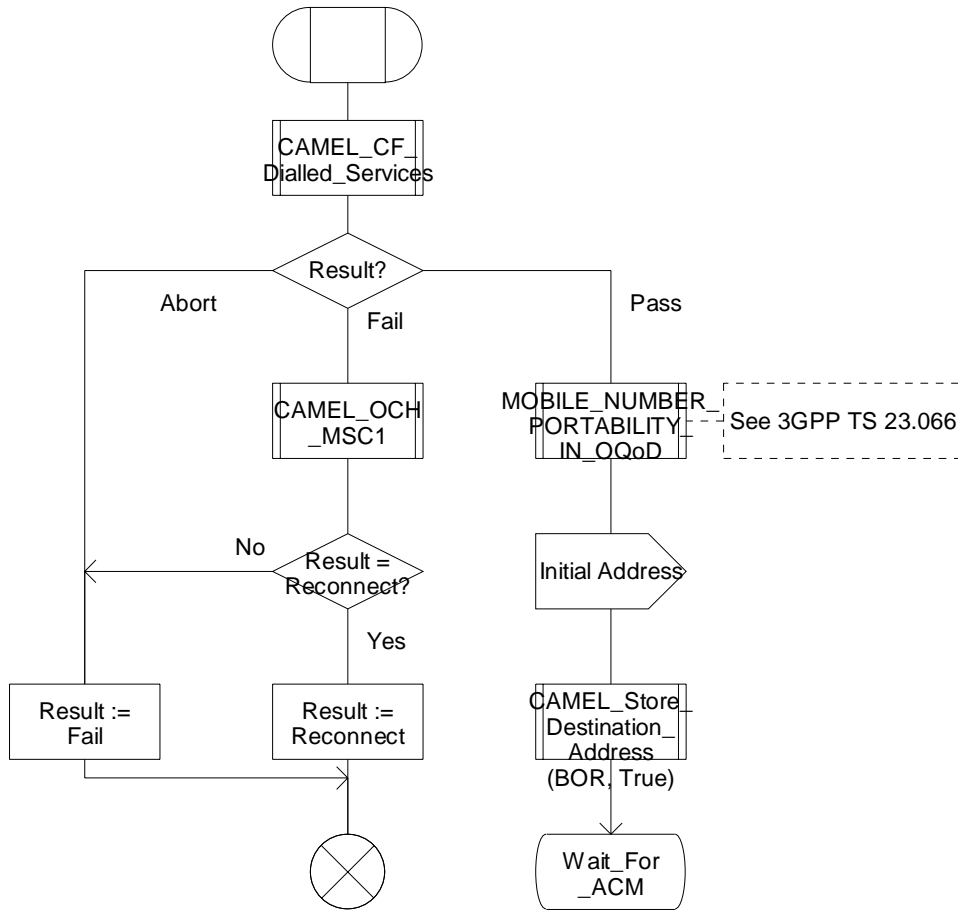 CAMEL_CF_
Dialled_Services
Result?
Abort
Fail
Pass
CAMEL_OCH
_MSC1
MOBILE_NUMBER_
PORTABILITY_
IN_OQoD
See 3GPP TS 23.066
No
Result =
Reconnect?
Initial Address
Yes
Result :=
Fail
Result :=
Reconnect
CAMEL_Store_
Destination_
Address
(BOR, True)
Wait_For
_ACM